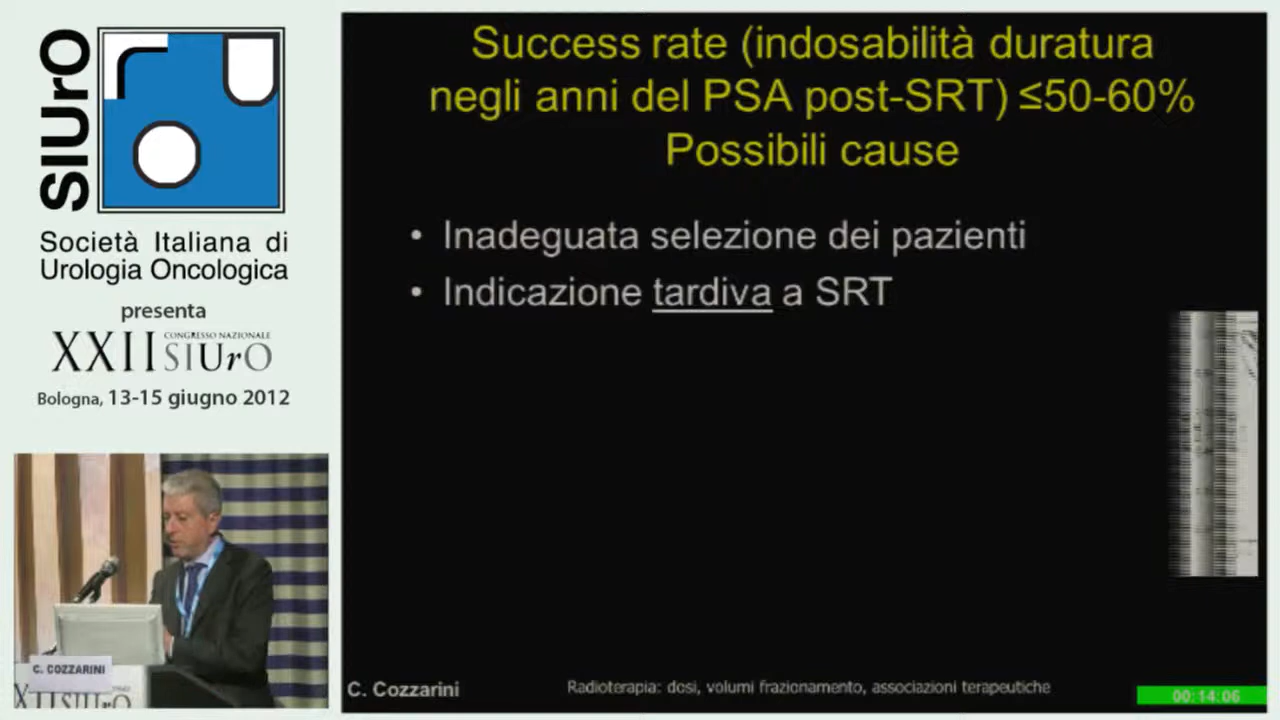 SIUrO
Società Italiana di
Urologia Oncologica
presenta
XXII CONGRESSO NAZIONALE
SIUrO
Bologna, 13-15 giugno 2012
C. COZZARINI
XXII SIUrO
Success rate (indosabilità duratura
negli anni del PSA post-SRT) ≤50-60%
Possibili cause
• Inadeguata selezione dei pazienti
• Indicazione tardiva a SRT
C. Cozzarini
Radioterapia: dosi, volumi frazionamento, associazioni terapeutiche
00:14:06